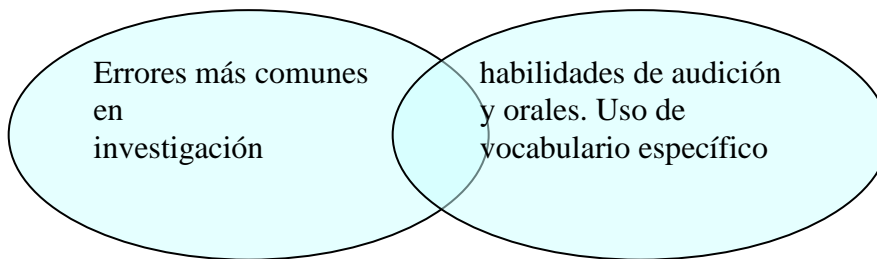 Errores más comunes
en
investigación
habilidades de audición
y orales. Uso de
vocabulario específico